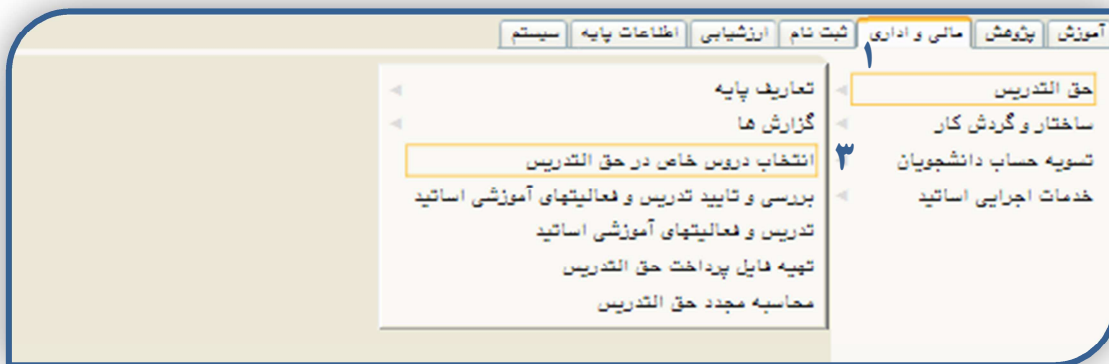 آموزش پژوهش مالی و اداری ثبت نام ارزشیابی اطلاعات پایه سیستم
۱
حق التدریس
ساختار و گردش کار
تسویه حساب دانشجویان
خدمات اجرایی اساتید
تعاریف پایه
گزارش ها
۳
انتخاب دروس خاص در حق التدریس
بررسی و تایید تدریس و فعالیتهای آموزشی اساتید
تدریس و فعالیتهای آموزشی اساتید
تهیه فایل پرداخت حق التدریس
محاسبه مجدد حق التدریس